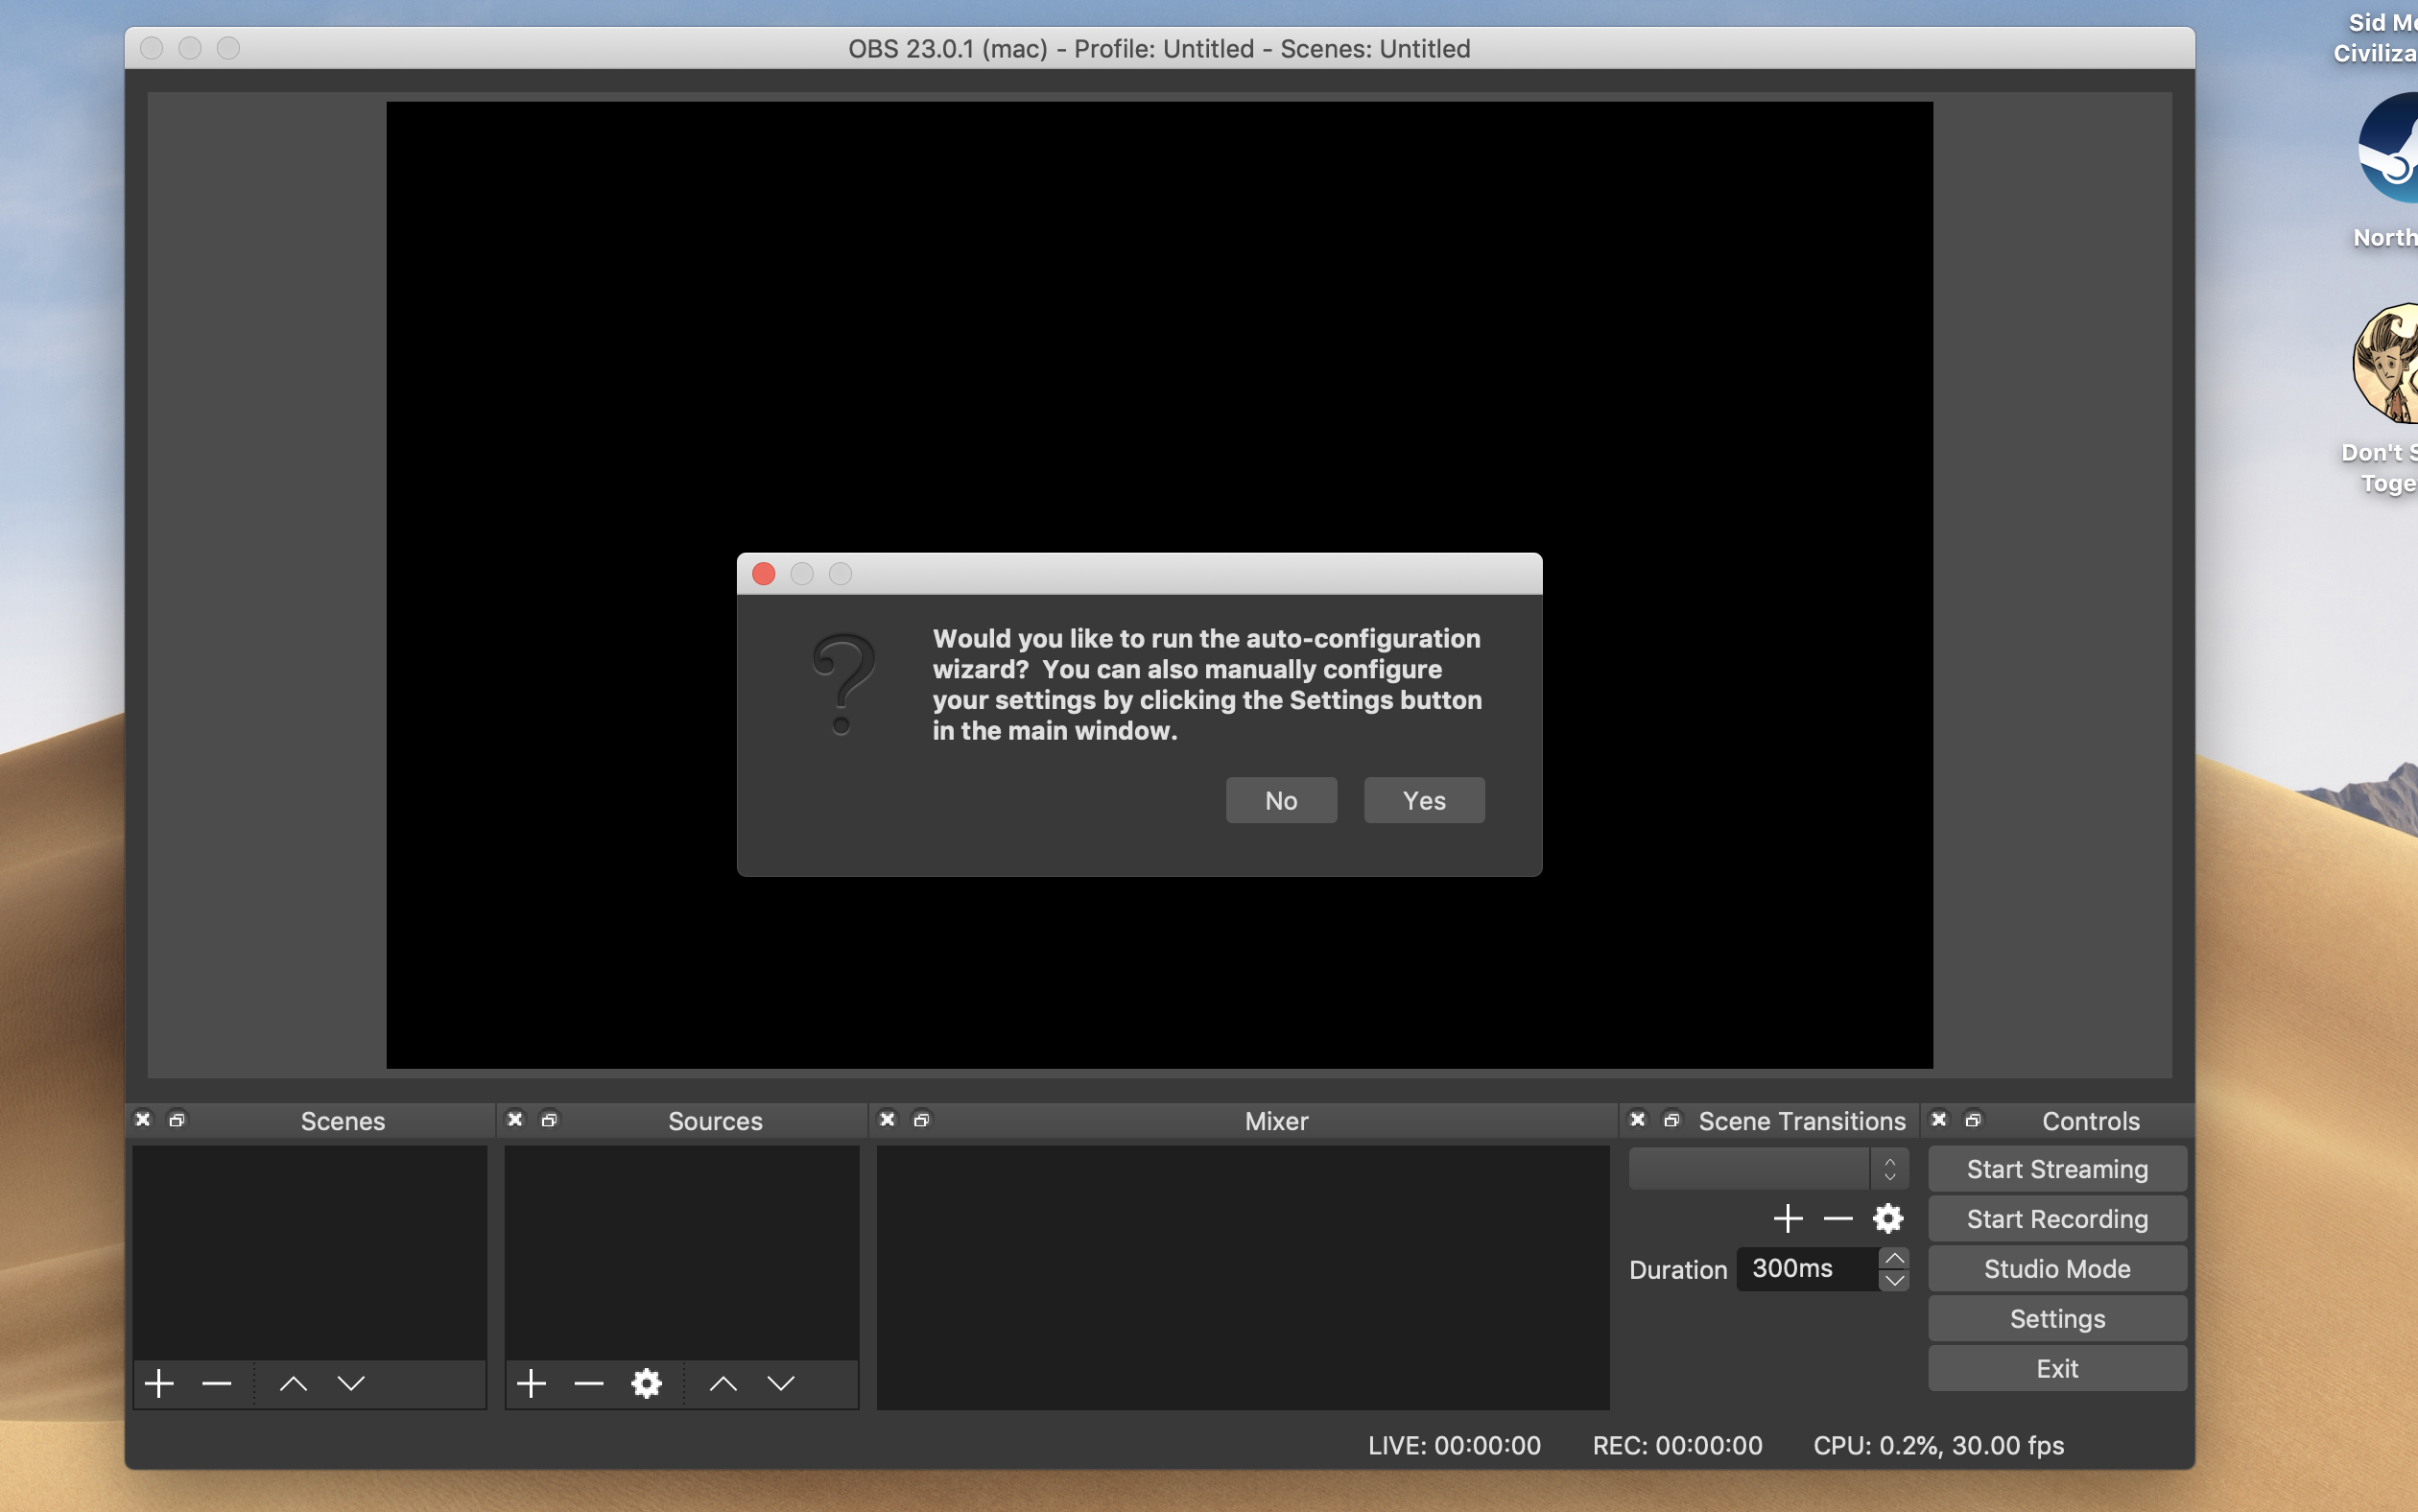 OBS 23.0.1 (mac) - Profile: Untitled - Scenes: Untitled
Sid
Civiliza
North
Don't S
Toge
Would you like to run the auto-configuration
wizard?  You can also manually configure
your settings by clicking the Settings button
in the main window.
No
Yes
Scenes
Sources
Mixer
Scene Transitions
Controls
Start Streaming
Start Recording
Duration
300ms
Studio Mode
Settings
Exit
LIVE: 00:00:00
REC: 00:00:00
CPU: 0.2%, 30.00 fps